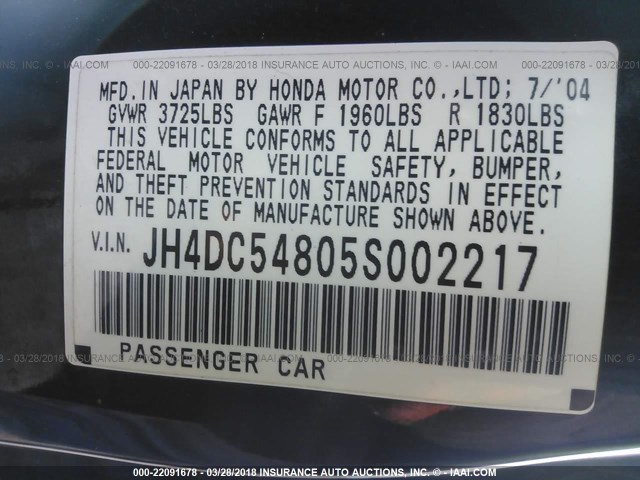 000-22091678 - 03/28/2018 INSURANCE AUTO AUCTIONS, INC. - © - IAAI.COM
MFD. IN JAPAN BY HONDA MOTOR CO.,LTD; 7/'04
GVWR 3725LBS GAWR F 1960LBS R 1830LBS
THIS VEHICLE CONFORMS TO ALL APPLICABLE
FEDERAL MOTOR VEHICLE SAFETY, BUMPER,
AND THEFT PREVENTION STANDARDS IN EFFECT
ON THE DATE OF MANUFACTURE SHOWN ABOVE.
V.I.N. JH4DC54805S002217
PASSENGER CAR
000-22091678 - 03/28/2018 INSURANCE AUTO AUCTIONS, INC. - © - IAAI.COM